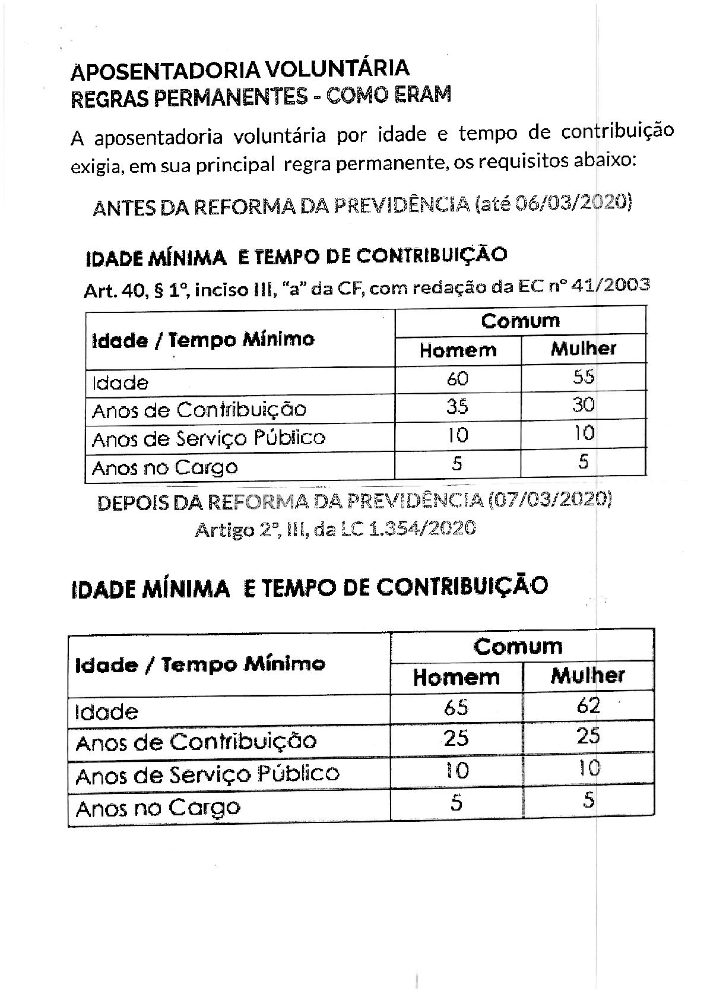 APOSENTADORIA VOLUNTÁRIA
REGRAS PERMANENTES - COMO ERAM
A aposentadoria voluntária por idade e tempo de contribuição
exigia, em sua principal regra permanente, os requisitos abaixo:
ANTES DA REFORMA DA PREVIDÊNCIA (até 06/03/2020)
IDADE MÍNIMA E TEMPO DE CONTRIBUIÇÃO
Art. 40, § 1º, inciso III, “a” da CF, com redação da EC nº 41/2003
Idade / Tempo Mínimo Comum
Homem Mulher
Idade 60 55
Anos de Contribuição 35 30
Anos de Serviço Público 10 10
Anos no Cargo 5 5
DEPOIS DA REFORMA DA PREVIDÊNCIA (07/03/2020)
Artigo 2º, III, da LC 1.354/2020
IDADE MÍNIMA E TEMPO DE CONTRIBUIÇÃO
Idade / Tempo Mínimo Comum
Homem Mulher
Idade 65 62
Anos de Contribuição 25 25
Anos de Serviço Público 10 10
Anos no Cargo 5 5